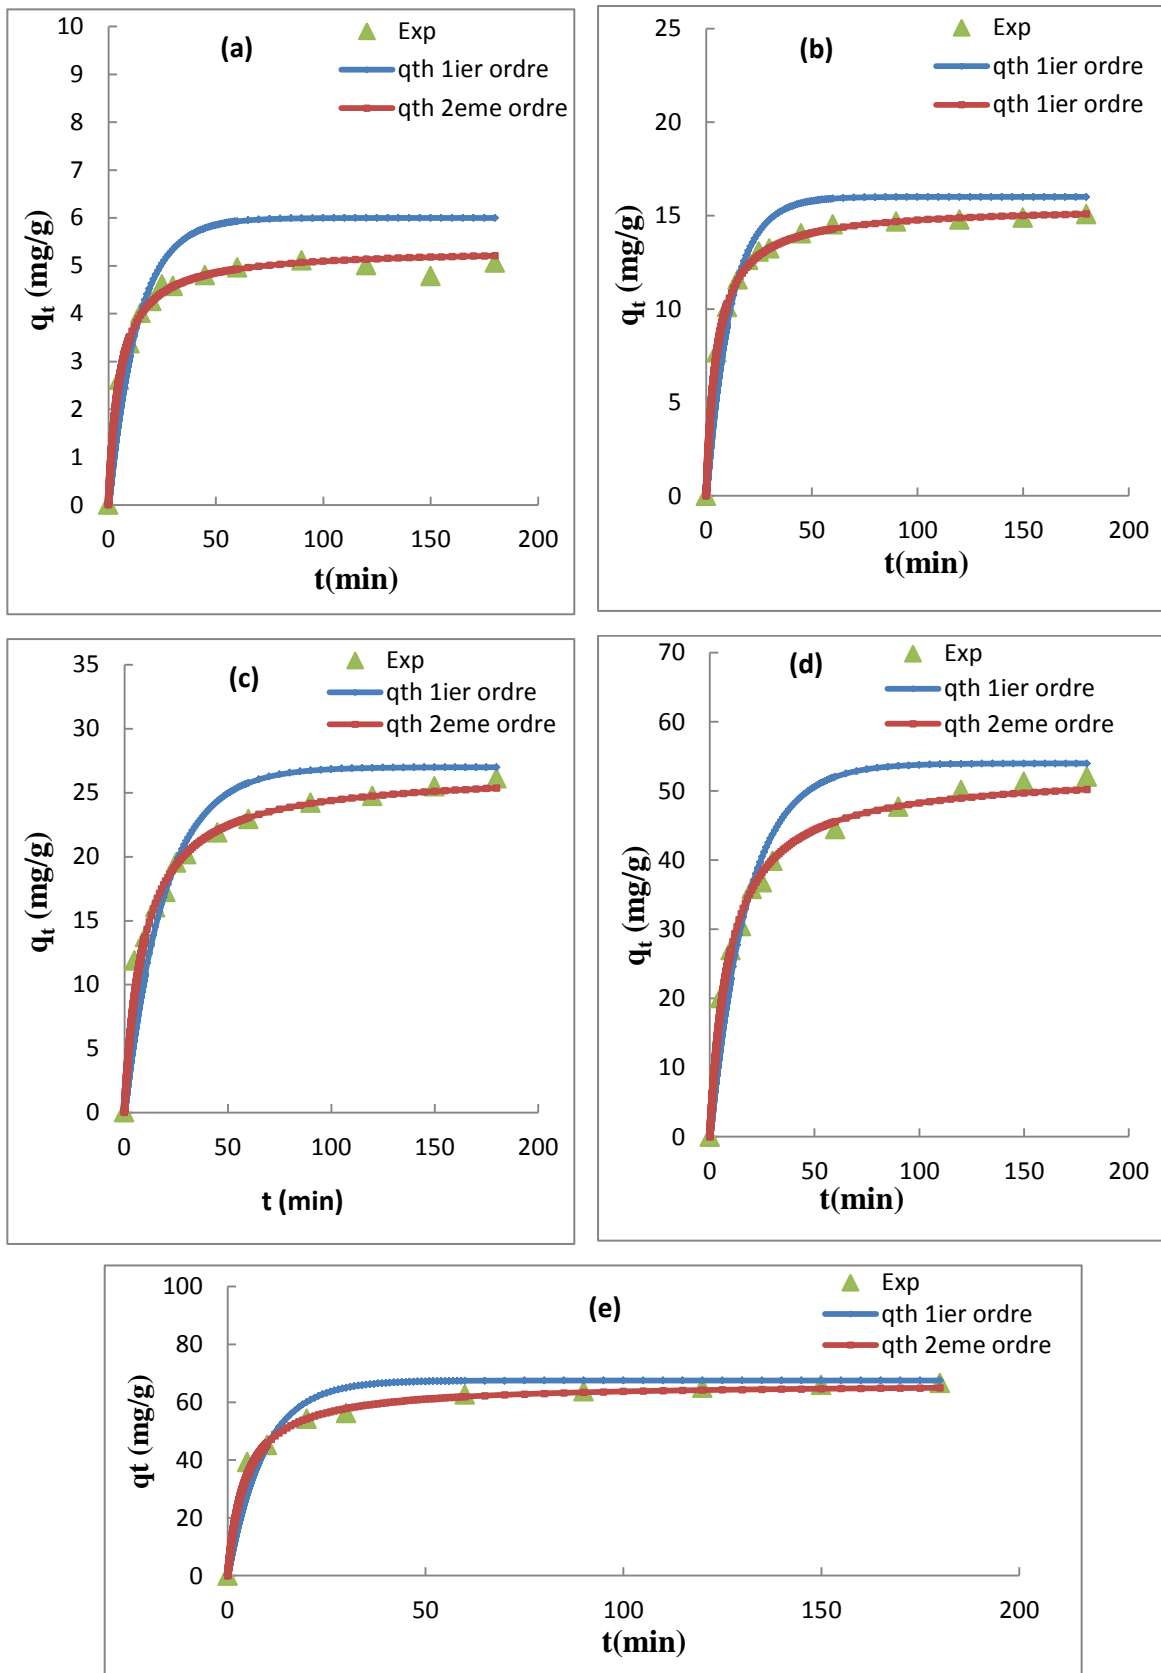 (a)
Exp
qth 1ier ordre
qth 2eme ordre
10
9
8
7
6
5
4
3
2
1
0
qt (mg/g)
0 50 100 150 200
t(min)
(b)
Exp
qth 1ier ordre
qth 1ier ordre
25
20
15
10
5
0
qt (mg/g)
0 50 100 150 200
t(min)
(c)
Exp
qth 1ier ordre
qth 2eme ordre
35
30
25
20
15
10
5
0
qt (mg/g)
0 50 100 150 200
t (min)
(d)
Exp
qth 1ier ordre
qth 2eme ordre
70
60
50
40
30
20
10
0
qt (mg/g)
0 50 100 150 200
t(min)
(e)
Exp
qth 1ier ordre
qth 2eme ordre
100
80
60
40
20
0
qt (mg/g)
0 50 100 150 200
t(min)